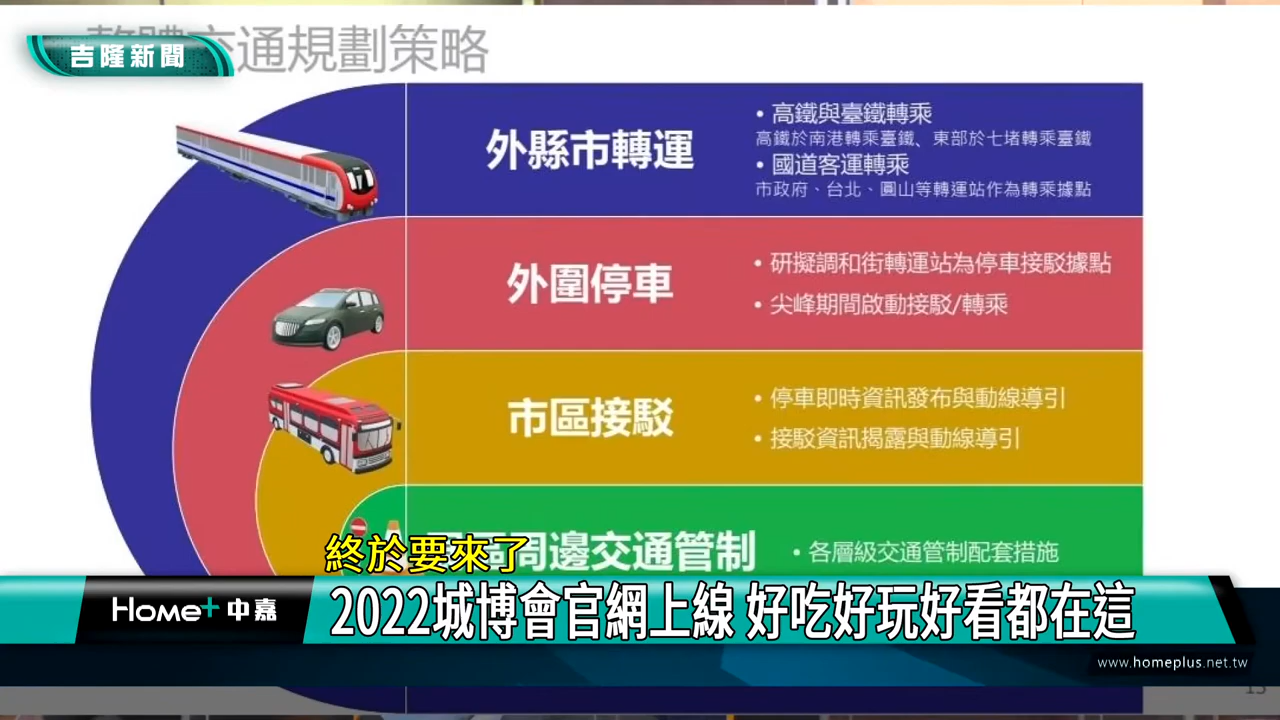 吉隆新聞
交通規劃策略
外縣市轉運
• 高鐵與臺鐵轉乘
高鐵於南港轉乘臺鐵、東部於七堵轉乘臺鐵
• 國道客運轉乘
市政府、台北、圓山等轉運站作為轉乘據點
外圍停車
• 研擬調和街轉運站為停車接駁據點
• 尖峰期間啟動接駁/轉乘
市區接駁
• 停車即時資訊發布與動線導引
• 接駁資訊揭露與動線導引
區周邊交通管制
• 各層級交通管制配套措施
終於要來了
Home+ 中嘉
2022城博會官網上線 好吃好玩好看都在這
www.homeplus.net.tw